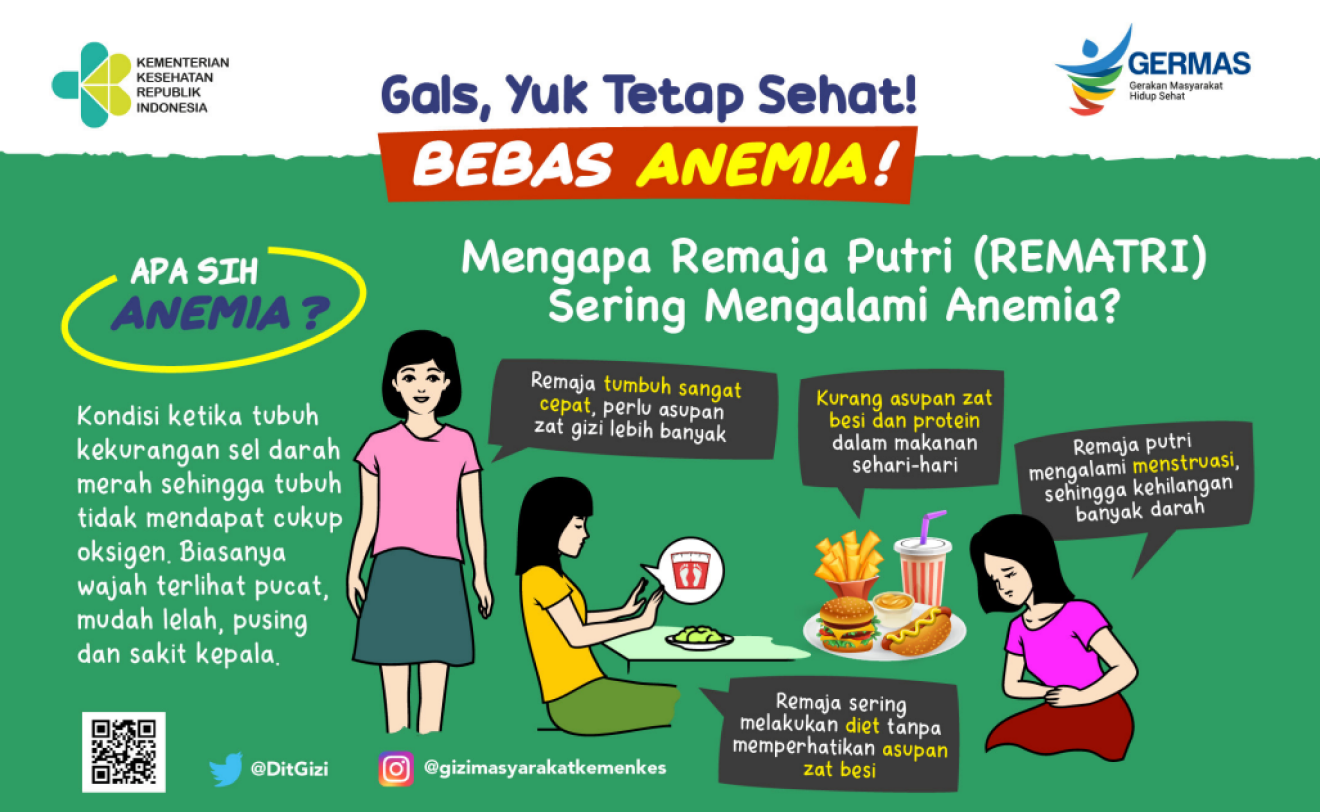 KEMENTERIAN
KESEHATAN
REPUBLIK
INDONESIA
GERMAS
Gerakan Masyarakat
Hidup Sehat
Gals, Yuk Tetap Sehat!
BEBAS ANEMIA!
APA SIH
ANEMIA?
Kondisi ketika tubuh
kekurangan sel darah
merah sehingga tubuh
tidak mendapat cukup
oksigen. Biasanya
wajah terlihat pucat,
mudah lelah, pusing
dan sakit kepala.
Mengapa Remaja Putri (REMATRI)
Sering Mengalami Anemia?
Remaja tumbuh sangat
cepat, perlu asupan
zat gizi lebih banyak
Kurang asupan zat
besi dan protein
dalam makanan
sehari-hari
Remaja putri
mengalami menstruasi,
sehingga kehilangan
banyak darah
Remaja sering
melakukan diet tanpa
memperhatikan asupan
zat besi
@DitGizi
@gizimasyarakatkemenkes